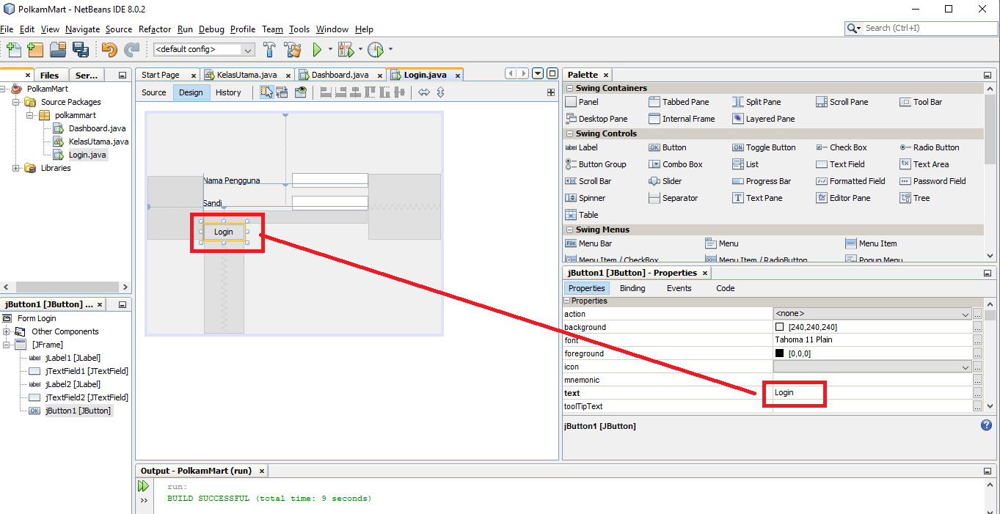 PolkamMart - NetBeans IDE 8.0.2
File Edit View Navigate Source Refactor Run Debug Profile Team Tools Window Help
Search (Ctrl+I)
<default config>
Files Ser...
PolkamMart
Source Packages
polkammart
Dashboard.java
KelasUtama.java
Login.java
Libraries
Start Page KelasUtama.java Dashboard.java Login.java
Source Design History
Nama Pengguna
Sandi
Login
Palette
Swing Containers
Panel Tabbed Pane Split Pane Scroll Pane Tool Bar
Desktop Pane Internal Frame Layered Pane
Swing Controls
label Label OK Button ON Toggle Button Check Box Radio Button
Button Group Combo Box List Text Field Text Area
Scroll Bar Slider Progress Bar Formatted Field Password Field
Spinner Separator T Text Pane Editor Pane Tree
Table
Swing Menus
File Menu Bar Menu Menu Item
Menu Item / CheckBox Menu Item / RadioButton Popup Menu
jButton1 [JButton] ...
Form Login
Other Components
[JFrame]
label jLabel1 [JLabel]
jTextField1 [JTextField]
label jLabel2 [JLabel]
jTextField2 [JTextField]
OK jButton1 [JButton]
jButton1 [JButton] - Properties
Properties Binding Events Code
Properties
action <none>
background [240,240,240]
font Tahoma 11 Plain
foreground [0,0,0]
icon
mnemonic
text Login
toolTipText
jButton1 [JButton]
Output - PolkamMart (run)
run:
BUILD SUCCESSFUL (total time: 9 seconds)